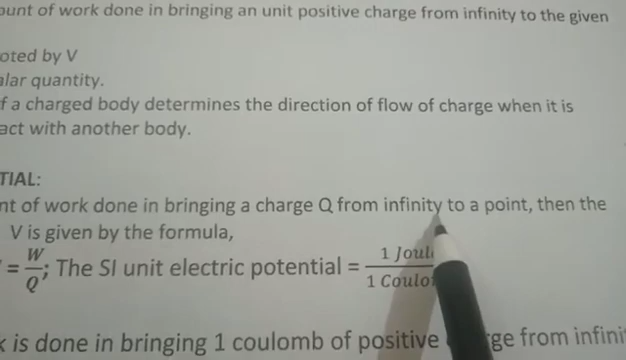 ount of work done in bringing an unit positive charge from infinity to the given
oted by V
alar quantity.
f a charged body determines the direction of flow of charge when it is
act with another body.
TIAL:
nt of work done in bringing a charge Q from infinity to a point, then the
V is given by the formula,
= W/Q; The SI unit electric potential = 1 Joul / 1 Coulo
k is done in bringing 1 coulomb of positive rge from infini